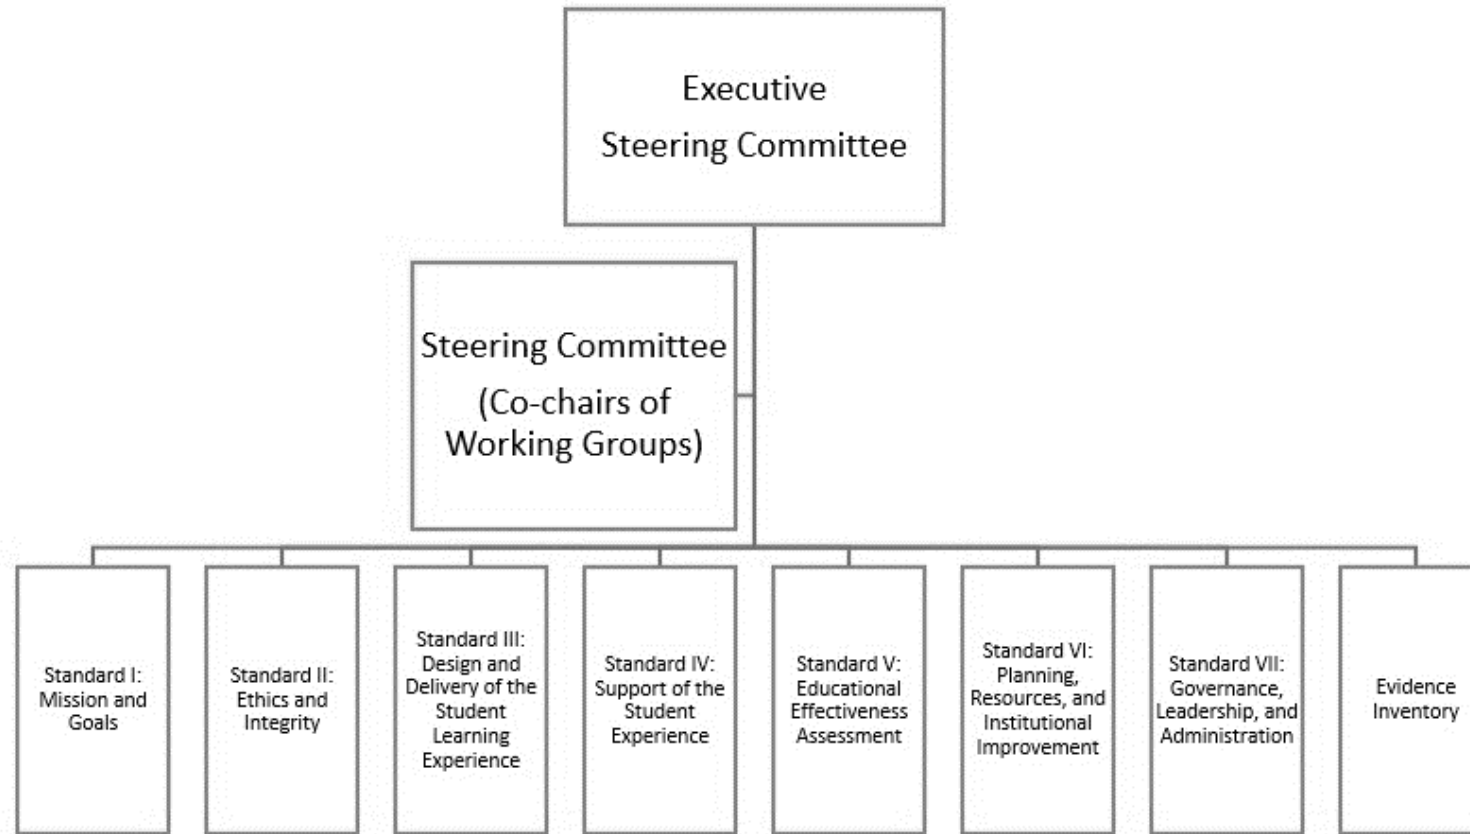 Executive
Steering Committee
Steering Committee
(Co-chairs of
Working Groups)
Standard I:
Mission and
Goals
Standard II:
Ethics and
Integrity
Standard III:
Design and
Delivery of the
Student
Learning
Experience
Standard IV:
Support of the
Student
Experience
Standard V:
Educational
Effectiveness
Assessment
Standard VI:
Planning,
Resources, and
Institutional
Improvement
Standard VII:
Governance,
Leadership, and
Administration
Evidence
Inventory